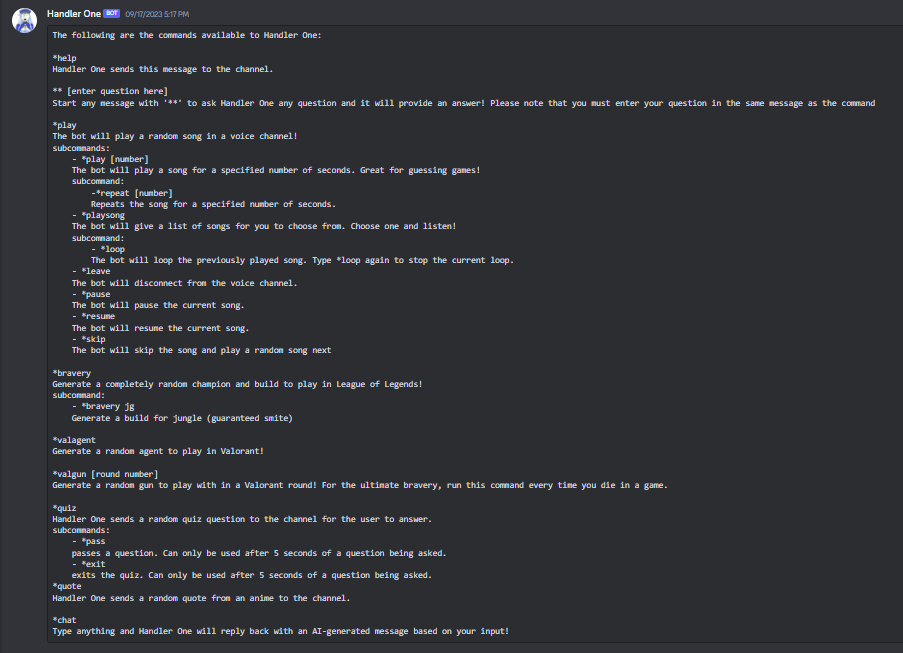 Handler One BOT 09/17/2023 5:17 PM
The following are the commands available to Handler One:
*help
Handler One sends this message to the channel.
** [enter question here]
Start any message with '**' to ask Handler One any question and it will provide an answer! Please note that you must enter your question in the same message as the command
*play
The bot will play a random song in a voice channel!
subcommands:
- *play [number]
The bot will play a song for a specified number of seconds. Great for guessing games!
subcommand:
-*repeat [number]
Repeats the song for a specified number of seconds.
- *playsong
The bot will give a list of songs for you to choose from. Choose one and listen!
subcommand:
- *loop
The bot will loop the previously played song. Type *loop again to stop the current loop.
- *leave
The bot will disconnect from the voice channel.
- *pause
The bot will pause the current song.
- *resume
The bot will resume the current song.
- *skip
The bot will skip the song and play a random song next
*bravery
Generate a completely random champion and build to play in League of Legends!
subcommand:
- *bravery jg
Generate a build for jungle (guaranteed smite)
*valagent
Generate a random agent to play in Valorant!
*valgun [round number]
Generate a random gun to play with in a Valorant round! For the ultimate bravery, run this command every time you die in a game.
*quiz
Handler One sends a random quiz question to the channel for the user to answer.
subcommands:
- *pass
passes a question. Can only be used after 5 seconds of a question being asked.
- *exit
exits the quiz. Can only be used after 5 seconds of a question being asked.
*quote
Handler One sends a random quote from an anime to the channel.
*chat
Type anything and Handler One will reply back with an AI-generated message based on your input!